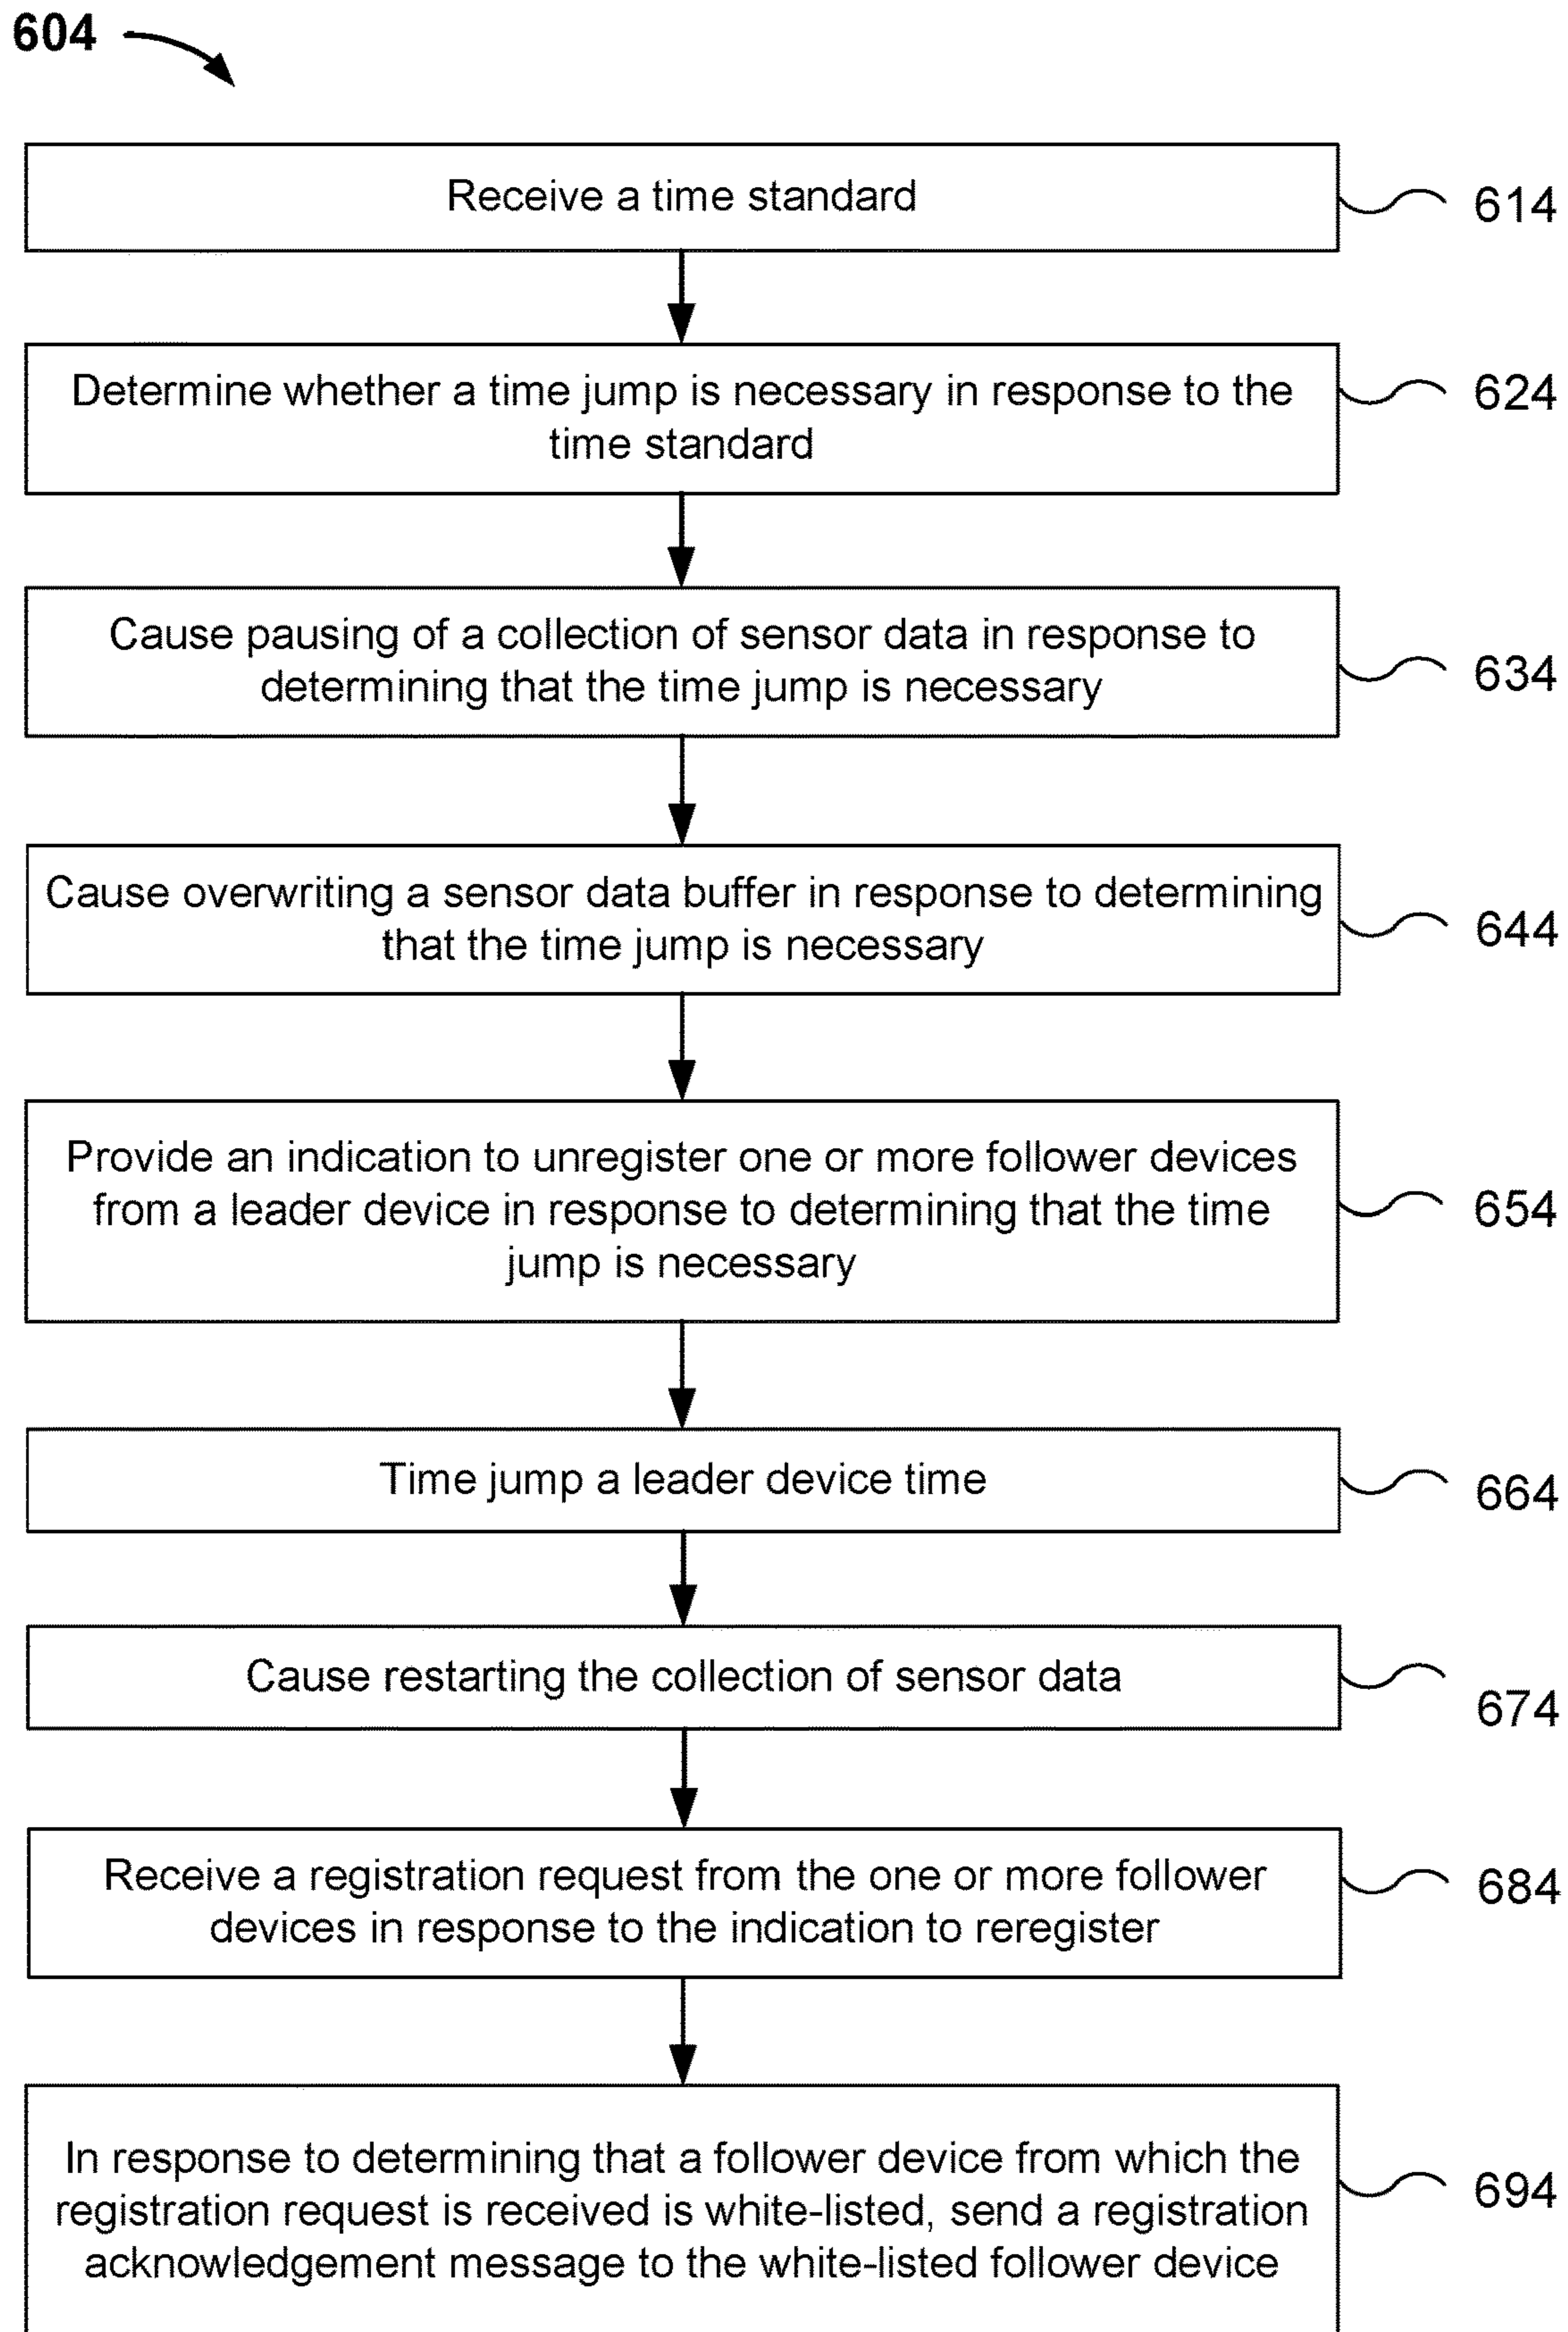 604
Receive a time standard
614
Determine whether a time jump is necessary in response to the
time standard
624
Cause pausing of a collection of sensor data in response to
determining that the time jump is necessary
634
Cause overwriting a sensor data buffer in response to determining
that the time jump is necessary
644
Provide an indication to unregister one or more follower devices
from a leader device in response to determining that the time
jump is necessary
654
Time jump a leader device time
664
Cause restarting the collection of sensor data
674
Receive a registration request from the one or more follower
devices in response to the indication to reregister
684
In response to determining that a follower device from which the
registration request is received is white-listed, send a registration
acknowledgement message to the white-listed follower device
694